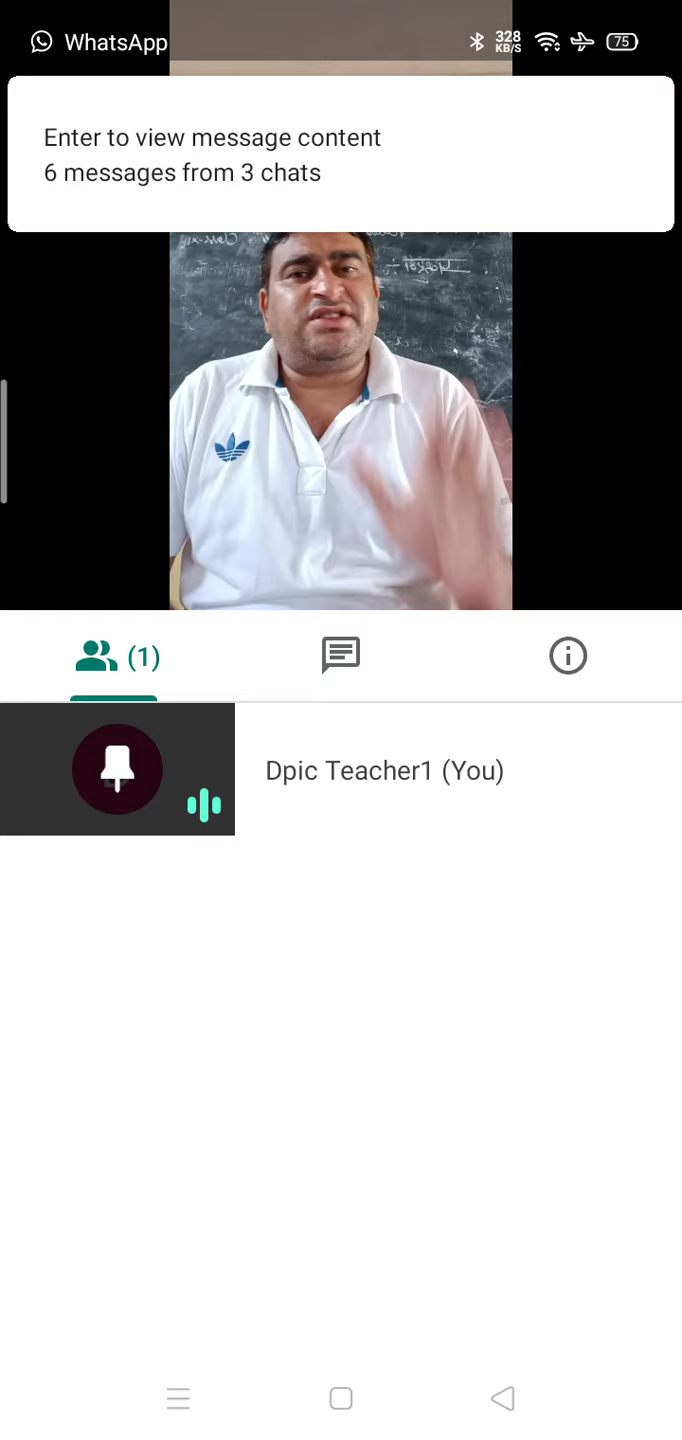 WhatsApp
328
KB/S
75
Enter to view message content
6 messages from 3 chats
(1)
Dpic Teacher1 (You)